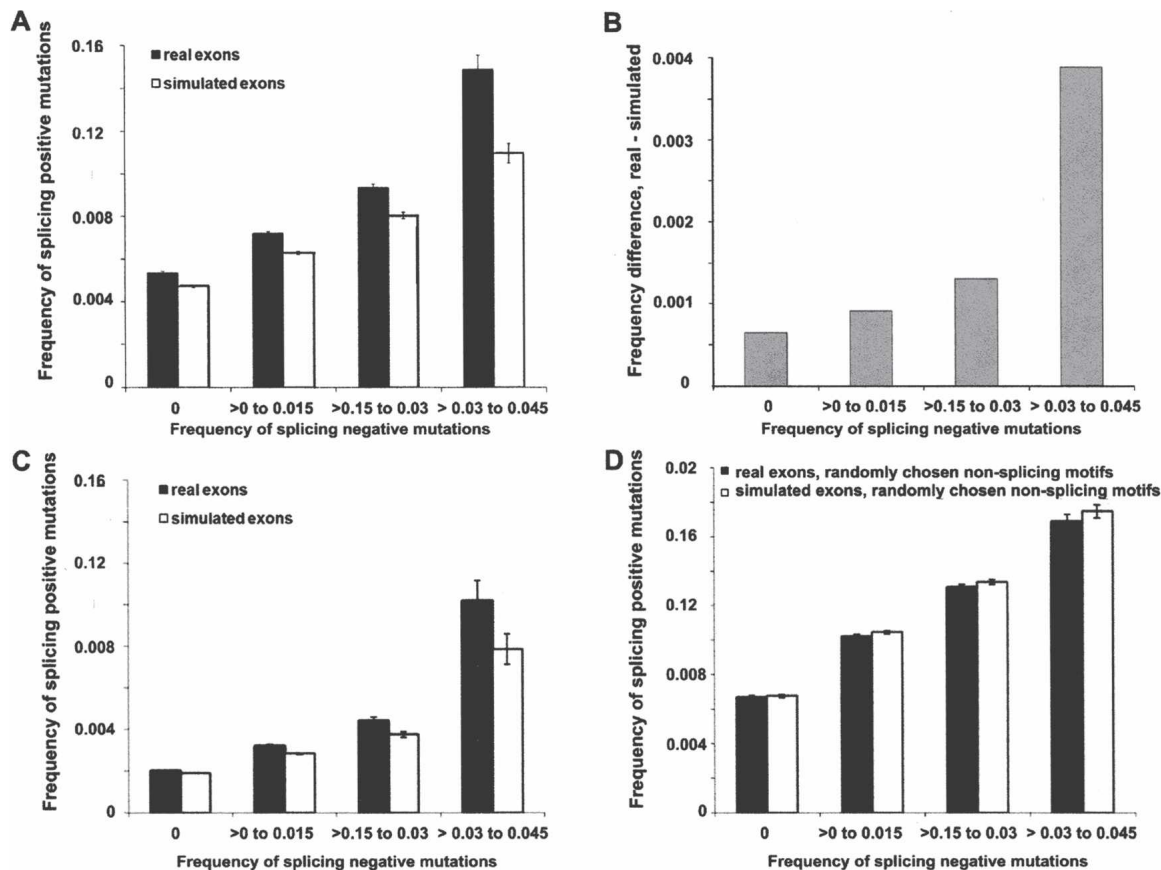 A
Frequency of splicing positive mutations
0.16
0.12
0.008
0.004
0
real exons
simulated exons
0
>0 to 0.015
>0.15 to 0.03
> 0.03 to 0.045
Frequency of splicing negative mutations
B
Frequency difference, real - simulated
0.004
0.003
0.002
0.001
0
0
>0 to 0.015
>0.15 to 0.03
> 0.03 to 0.045
C
Frequency of splicing positive mutations
0.16
0.12
0.008
0.004
0
real exons
simulated exons
0
>0 to 0.015
>0.15 to 0.03
> 0.03 to 0.045
Frequency of splicing negative mutations
D
Frequency of splicing positive mutations
0.02
0.16
0.12
0.008
0.004
0
real exons, randomly chosen non-splicing motifs
simulated exons, randomly chosen non-splicing motifs
0
>0 to 0.015
>0.15 to 0.03
> 0.03 to 0.045
Frequency of splicing negative mutations